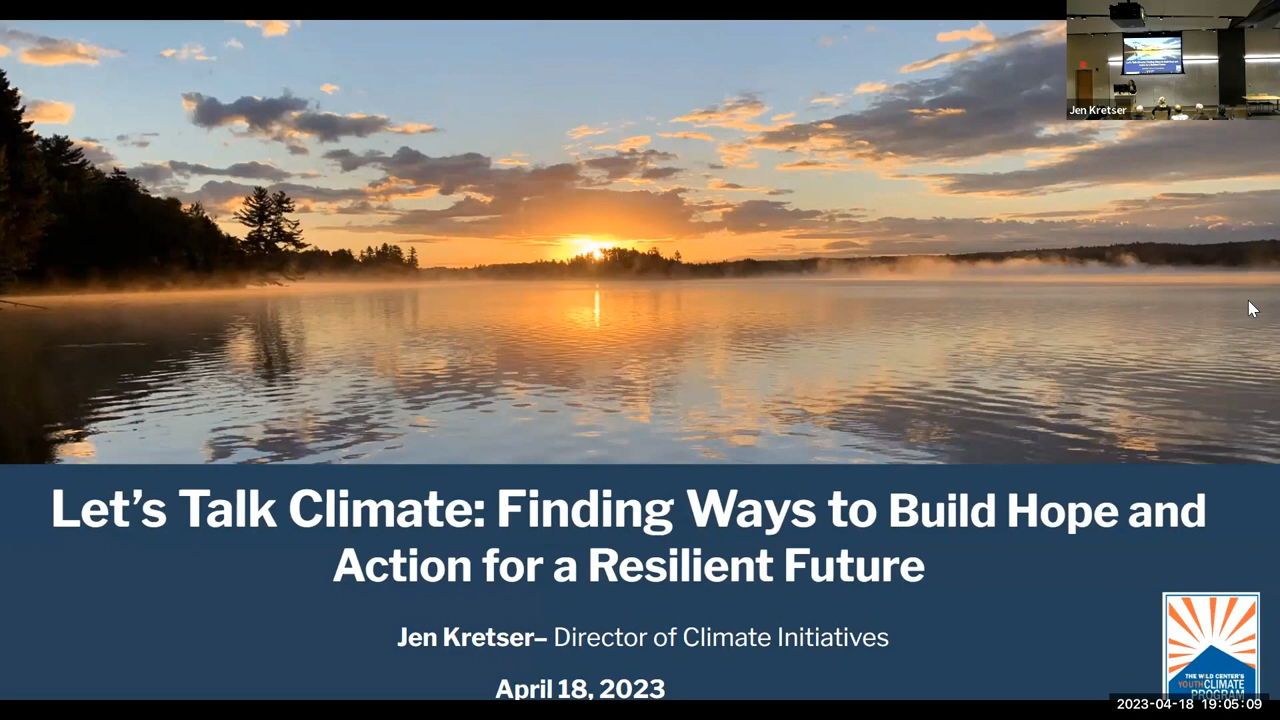 Jen Kretser
Let's Talk Climate: Finding Ways to Build Hope and
Action for a Resilient Future
Jen Kretser– Director of Climate Initiatives
April 18, 2023
THE WILD CENTER'S
YOUTH CLIMATE
PROGRAM
2023-04-18 19:05:09